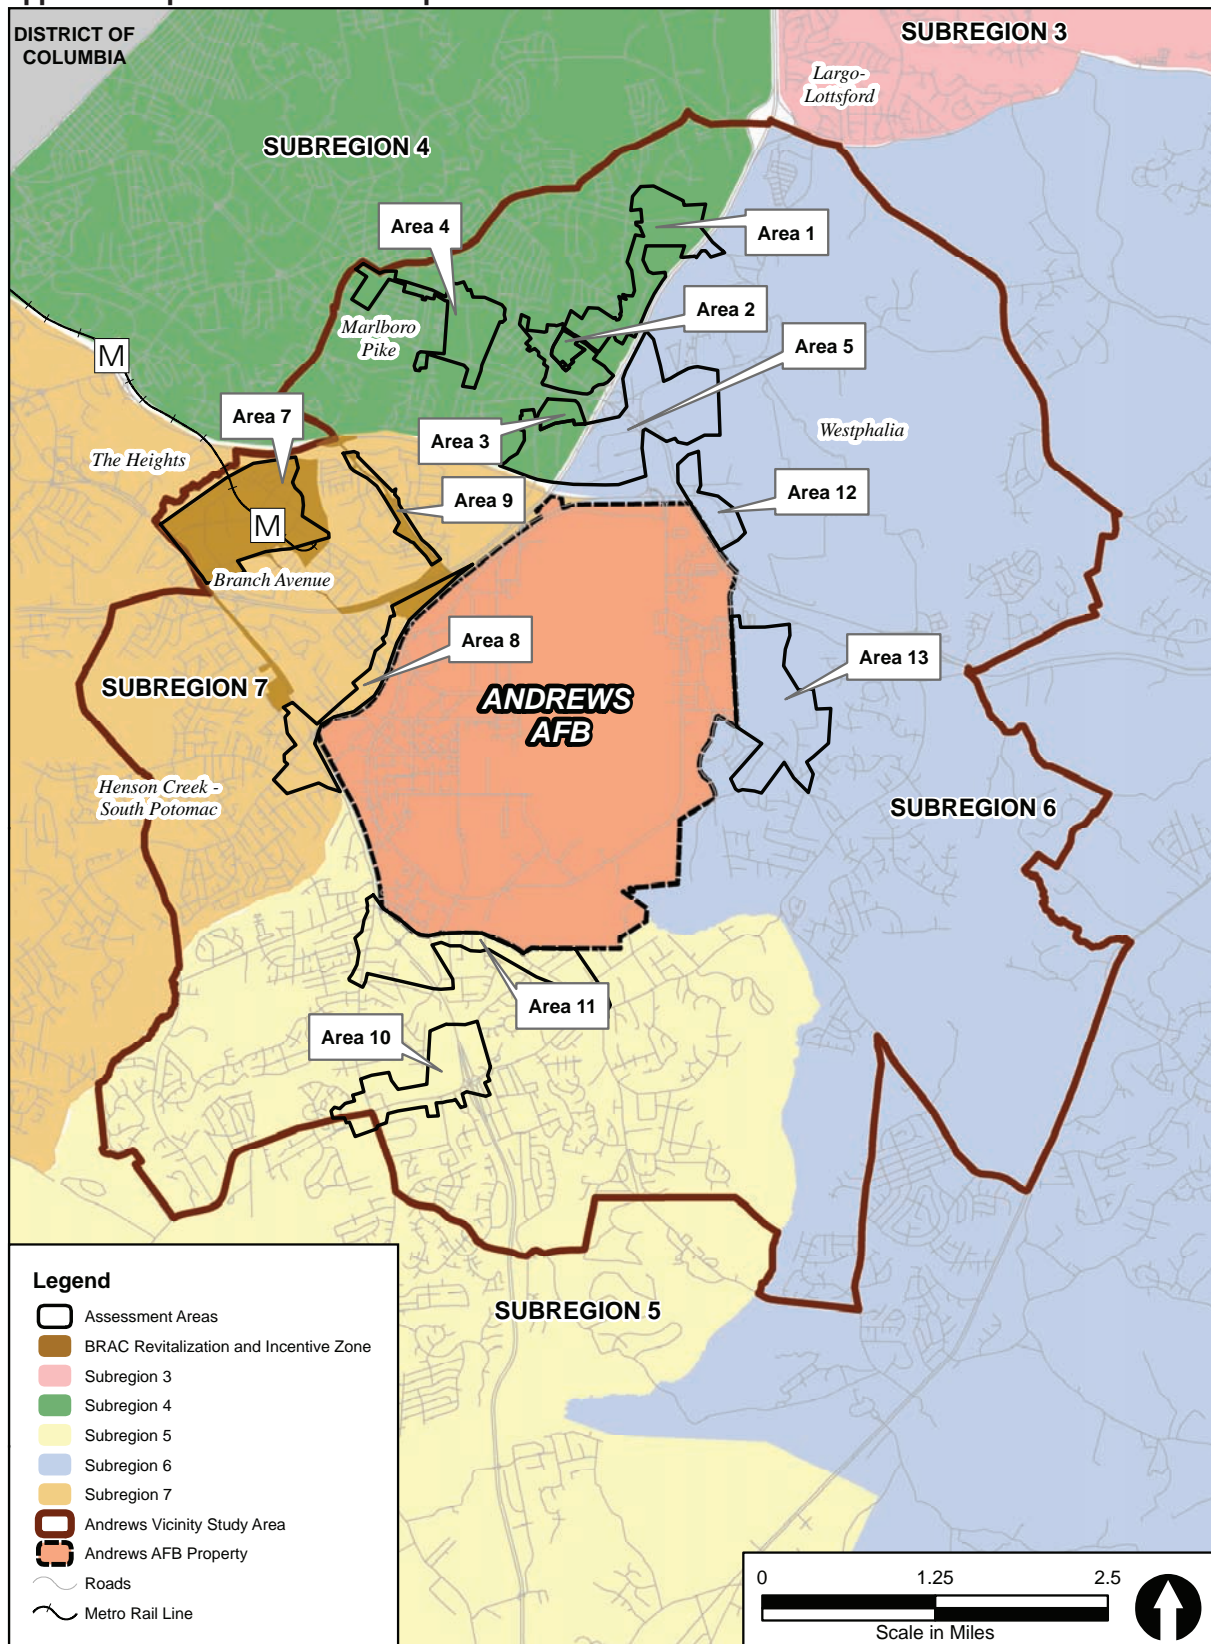 DISTRICT OF
COLUMBIA
SUBREGION 3
Largo-
Lottsford
SUBREGION 4
Area 4
Area 1
Marlboro
Pike
Area 2
Area 5
Area 7
Area 3
Westphalia
The Heights
Area 9
Area 12
M
M
Branch Avenue
Area 8
Area 13
SUBREGION 7
ANDREWS
AFB
Henson Creek -
South Potomac
SUBREGION 6
Area 11
Area 10
SUBREGION 5
Legend
Assessment Areas
BRAC Revitalization and Incentive Zone
Subregion 3
Subregion 4
Subregion 5
Subregion 6
Subregion 7
Andrews Vicinity Study Area
Andrews AFB Property
Roads
Metro Rail Line
0 1.25 2.5
Scale in Miles